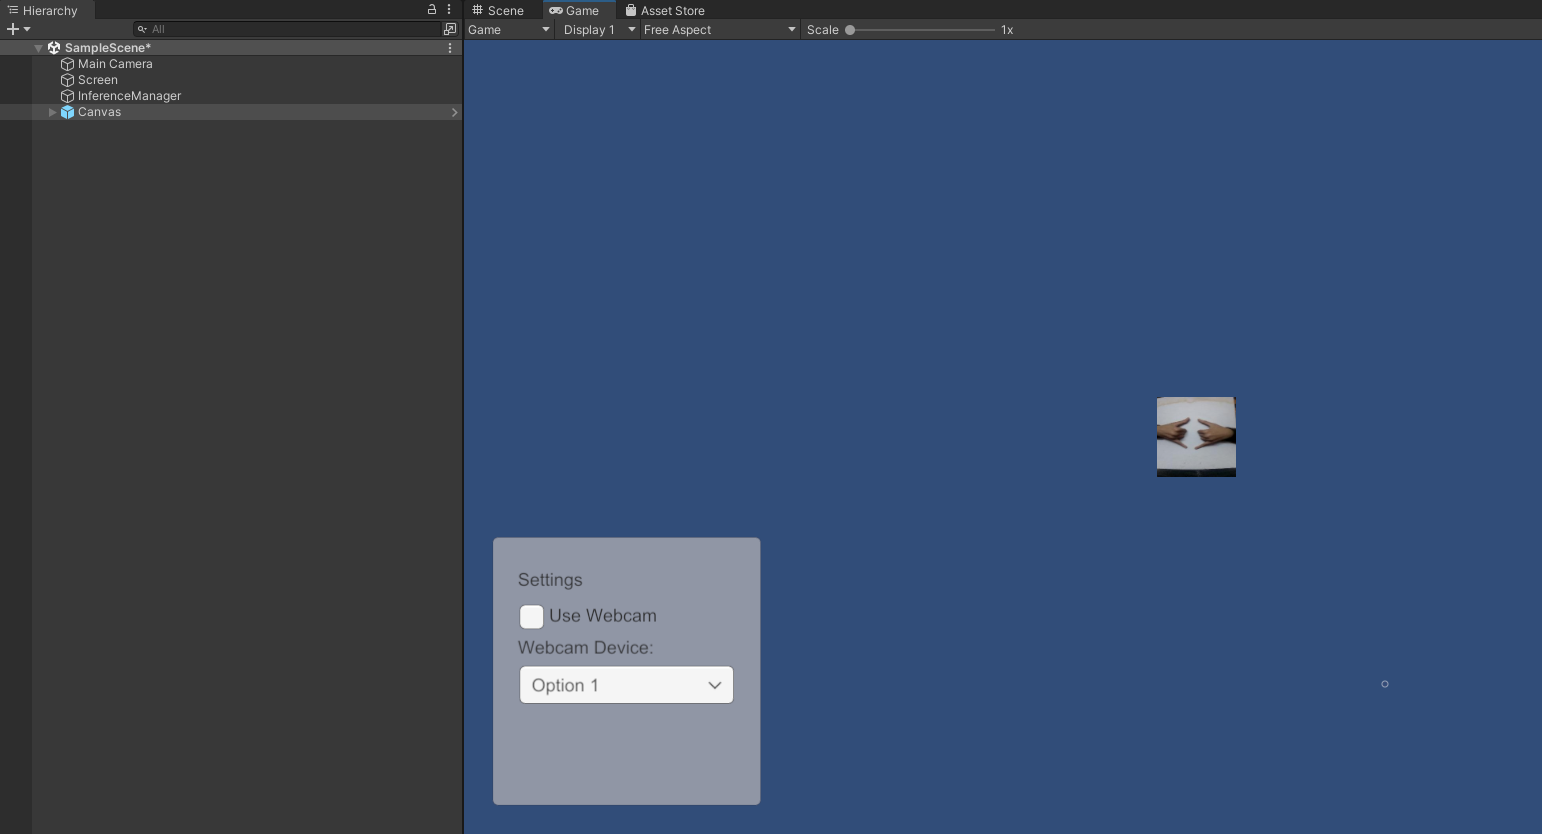 Hierarchy
All
SampleScene*
Main Camera
Screen
InferenceManager
Canvas
Scene Game Asset Store
Game Display 1 Free Aspect Scale 1x
Settings
Use Webcam
Webcam Device:
Option 1